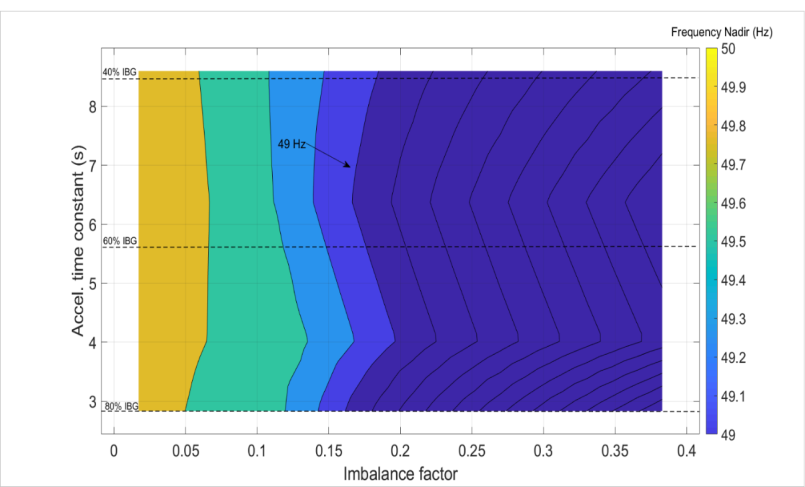 Frequency Nadir (Hz)
40% IBG
49 Hz
60% IBG
80% IBG
Accel. time constant (s)
8
7
6
5
4
3
0 0.05 0.1 0.15 0.2 0.25 0.3 0.35 0.4
Imbalance factor
50
49.9
49.8
49.7
49.6
49.5
49.4
49.3
49.2
49.1
49